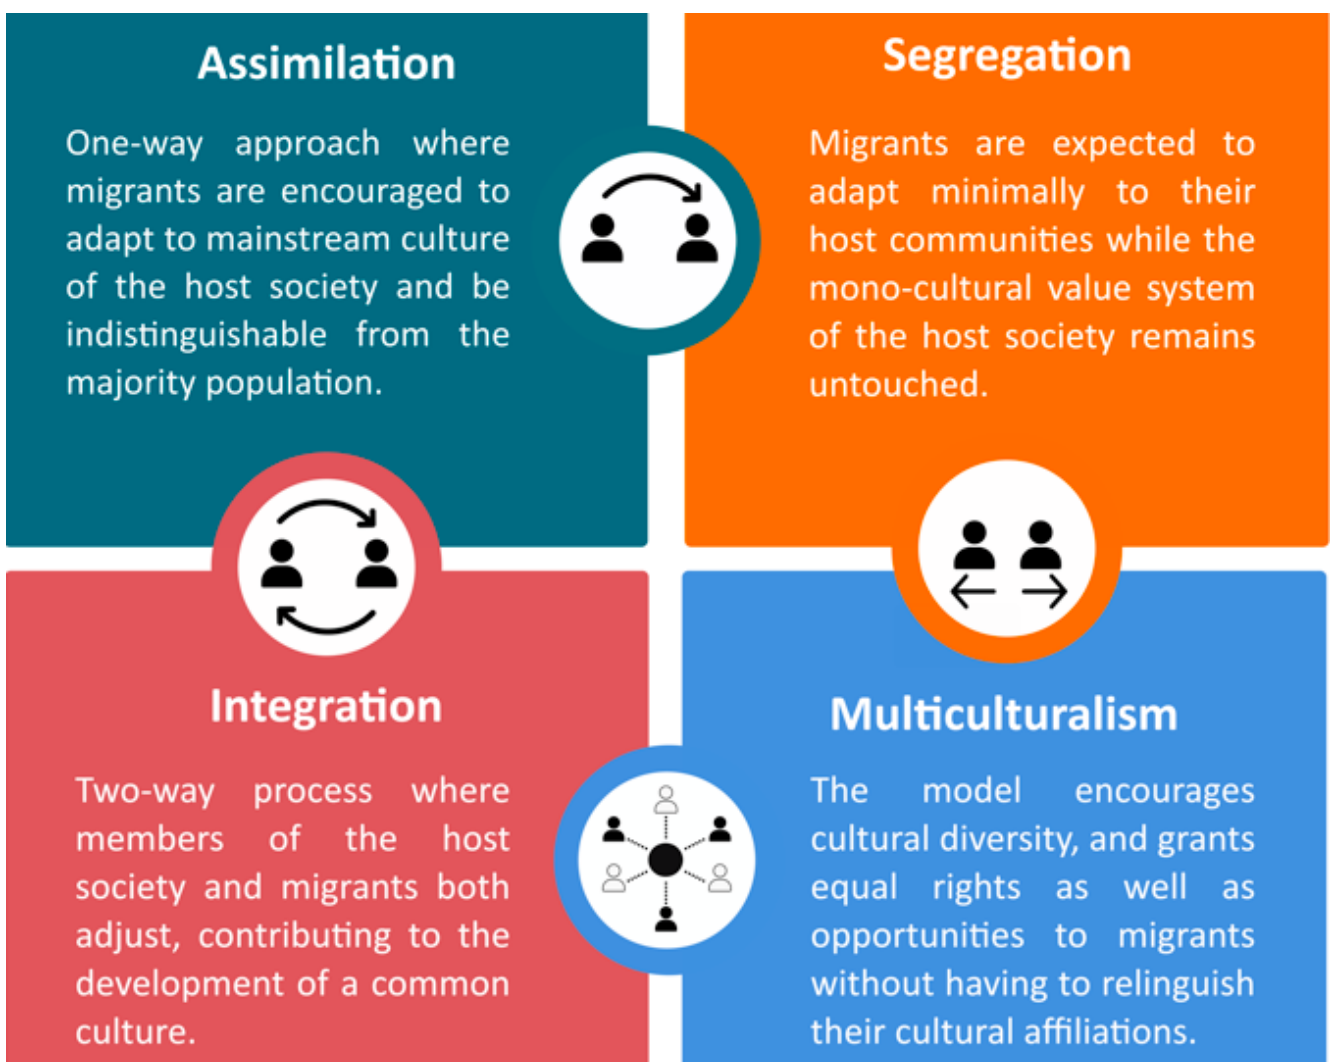 Assimilation
One-way approach where
migrants are encouraged to
adapt to mainstream culture
of the host society and be
indistinguishable from the
majority population.
Segregation
Migrants are expected to
adapt minimally to their
host communities while the
mono-cultural value system
of the host society remains
untouched.
Integration
Two-way process where
members of the host
society and migrants both
adjust, contributing to the
development of a common
culture.
Multiculturalism
The model encourages
cultural diversity, and grants
equal rights as well as
opportunities to migrants
without having to relinguish
their cultural affiliations.